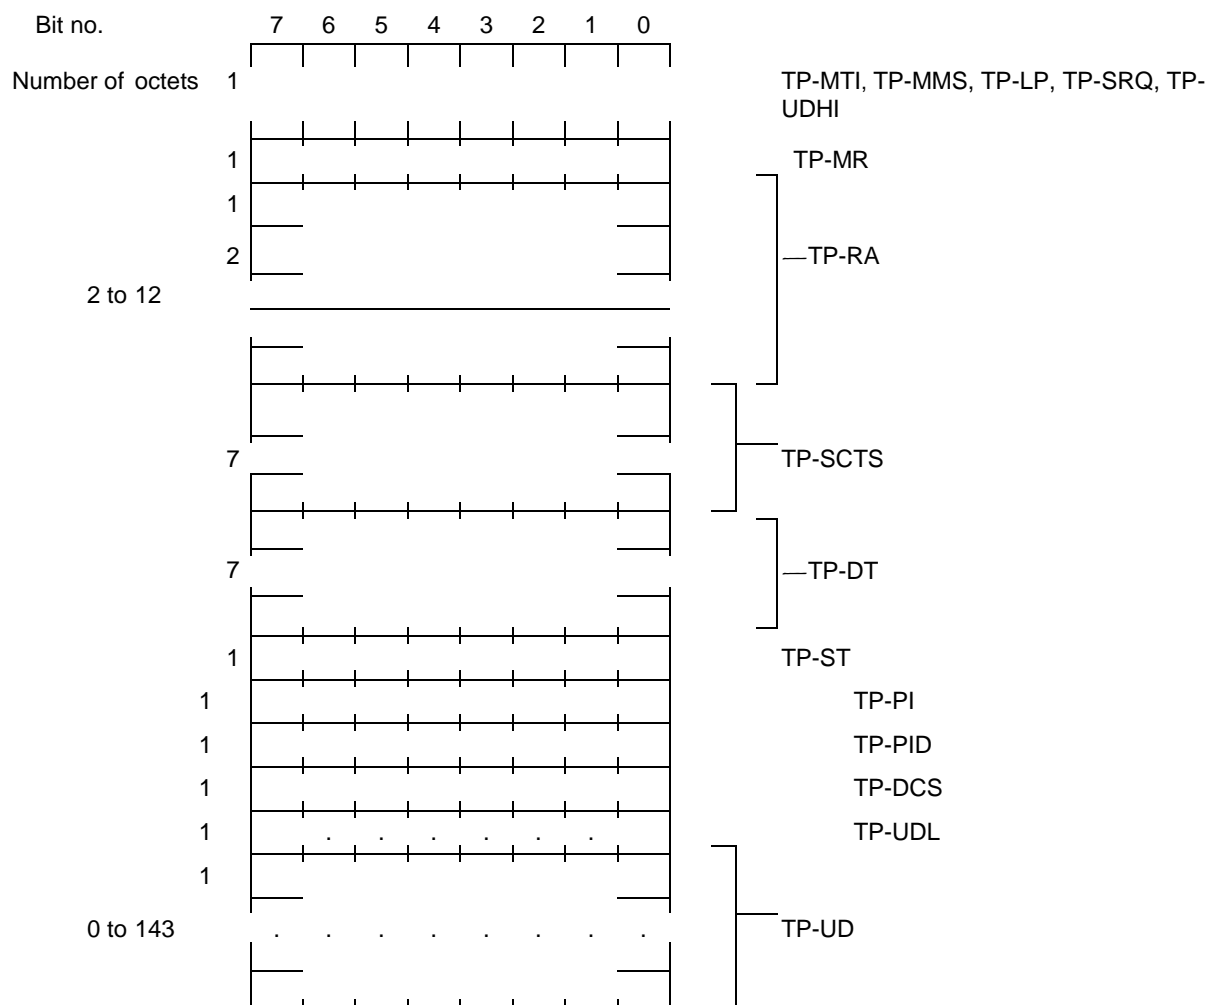 Bit no. 7 6 5 4 3 2 1 0
Number of octets 1 TP-MTI, TP-MMS, TP-LP, TP-SRQ, TP-
UDHI
1 TP-MR
1
2 TP-RA
2 to 12
7 TP-SCTS
7 TP-DT
1 TP-ST
1 TP-PI
1 TP-PID
1 TP-DCS
1 . . . . . . TP-UDL
1
0 to 143 . . . . . . . . TP-UD